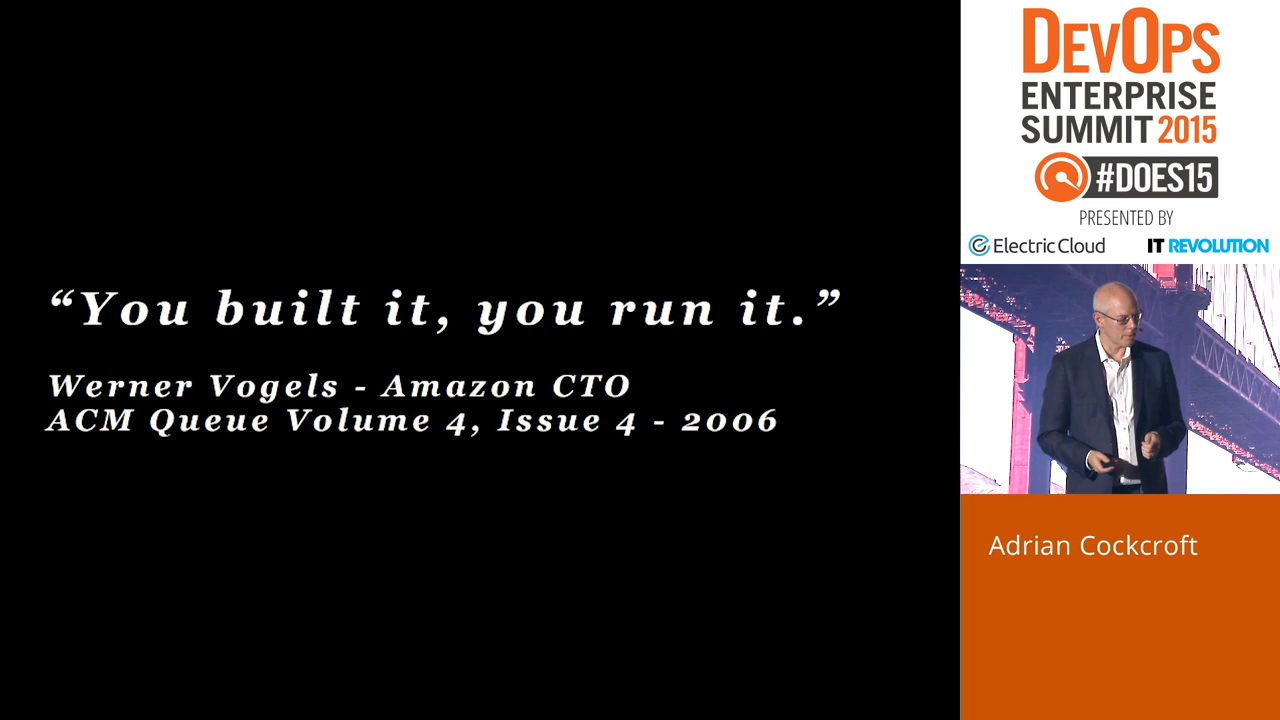 “You built it, you run it.”
Werner Vogels - Amazon CTO
ACM Queue Volume 4, Issue 4 - 2006
DEVOPS
ENTERPRISE
SUMMIT 2015
#DOES15
PRESENTED BY
Electric Cloud
IT REVOLUTION
Adrian Cockcroft